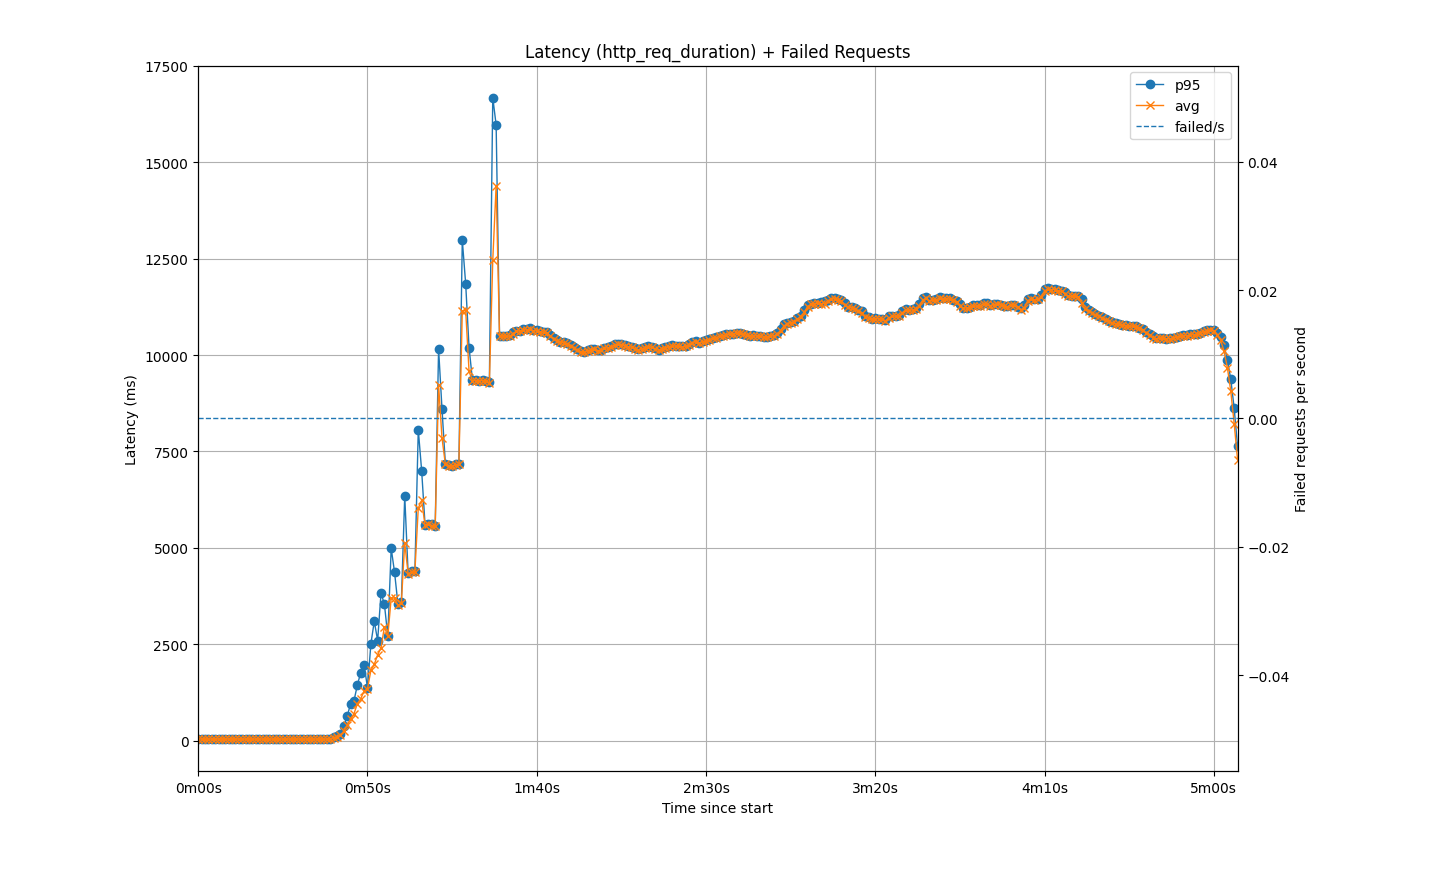 Latency (http_req_duration) + Failed Requests
17500
15000
12500
10000
7500
5000
2500
0
Latency (ms)
p95
avg
failed/s
0.04
0.02
0.00
−0.02
−0.04
Failed requests per second
0m00s
0m50s
1m40s
2m30s
3m20s
4m10s
5m00s
Time since start